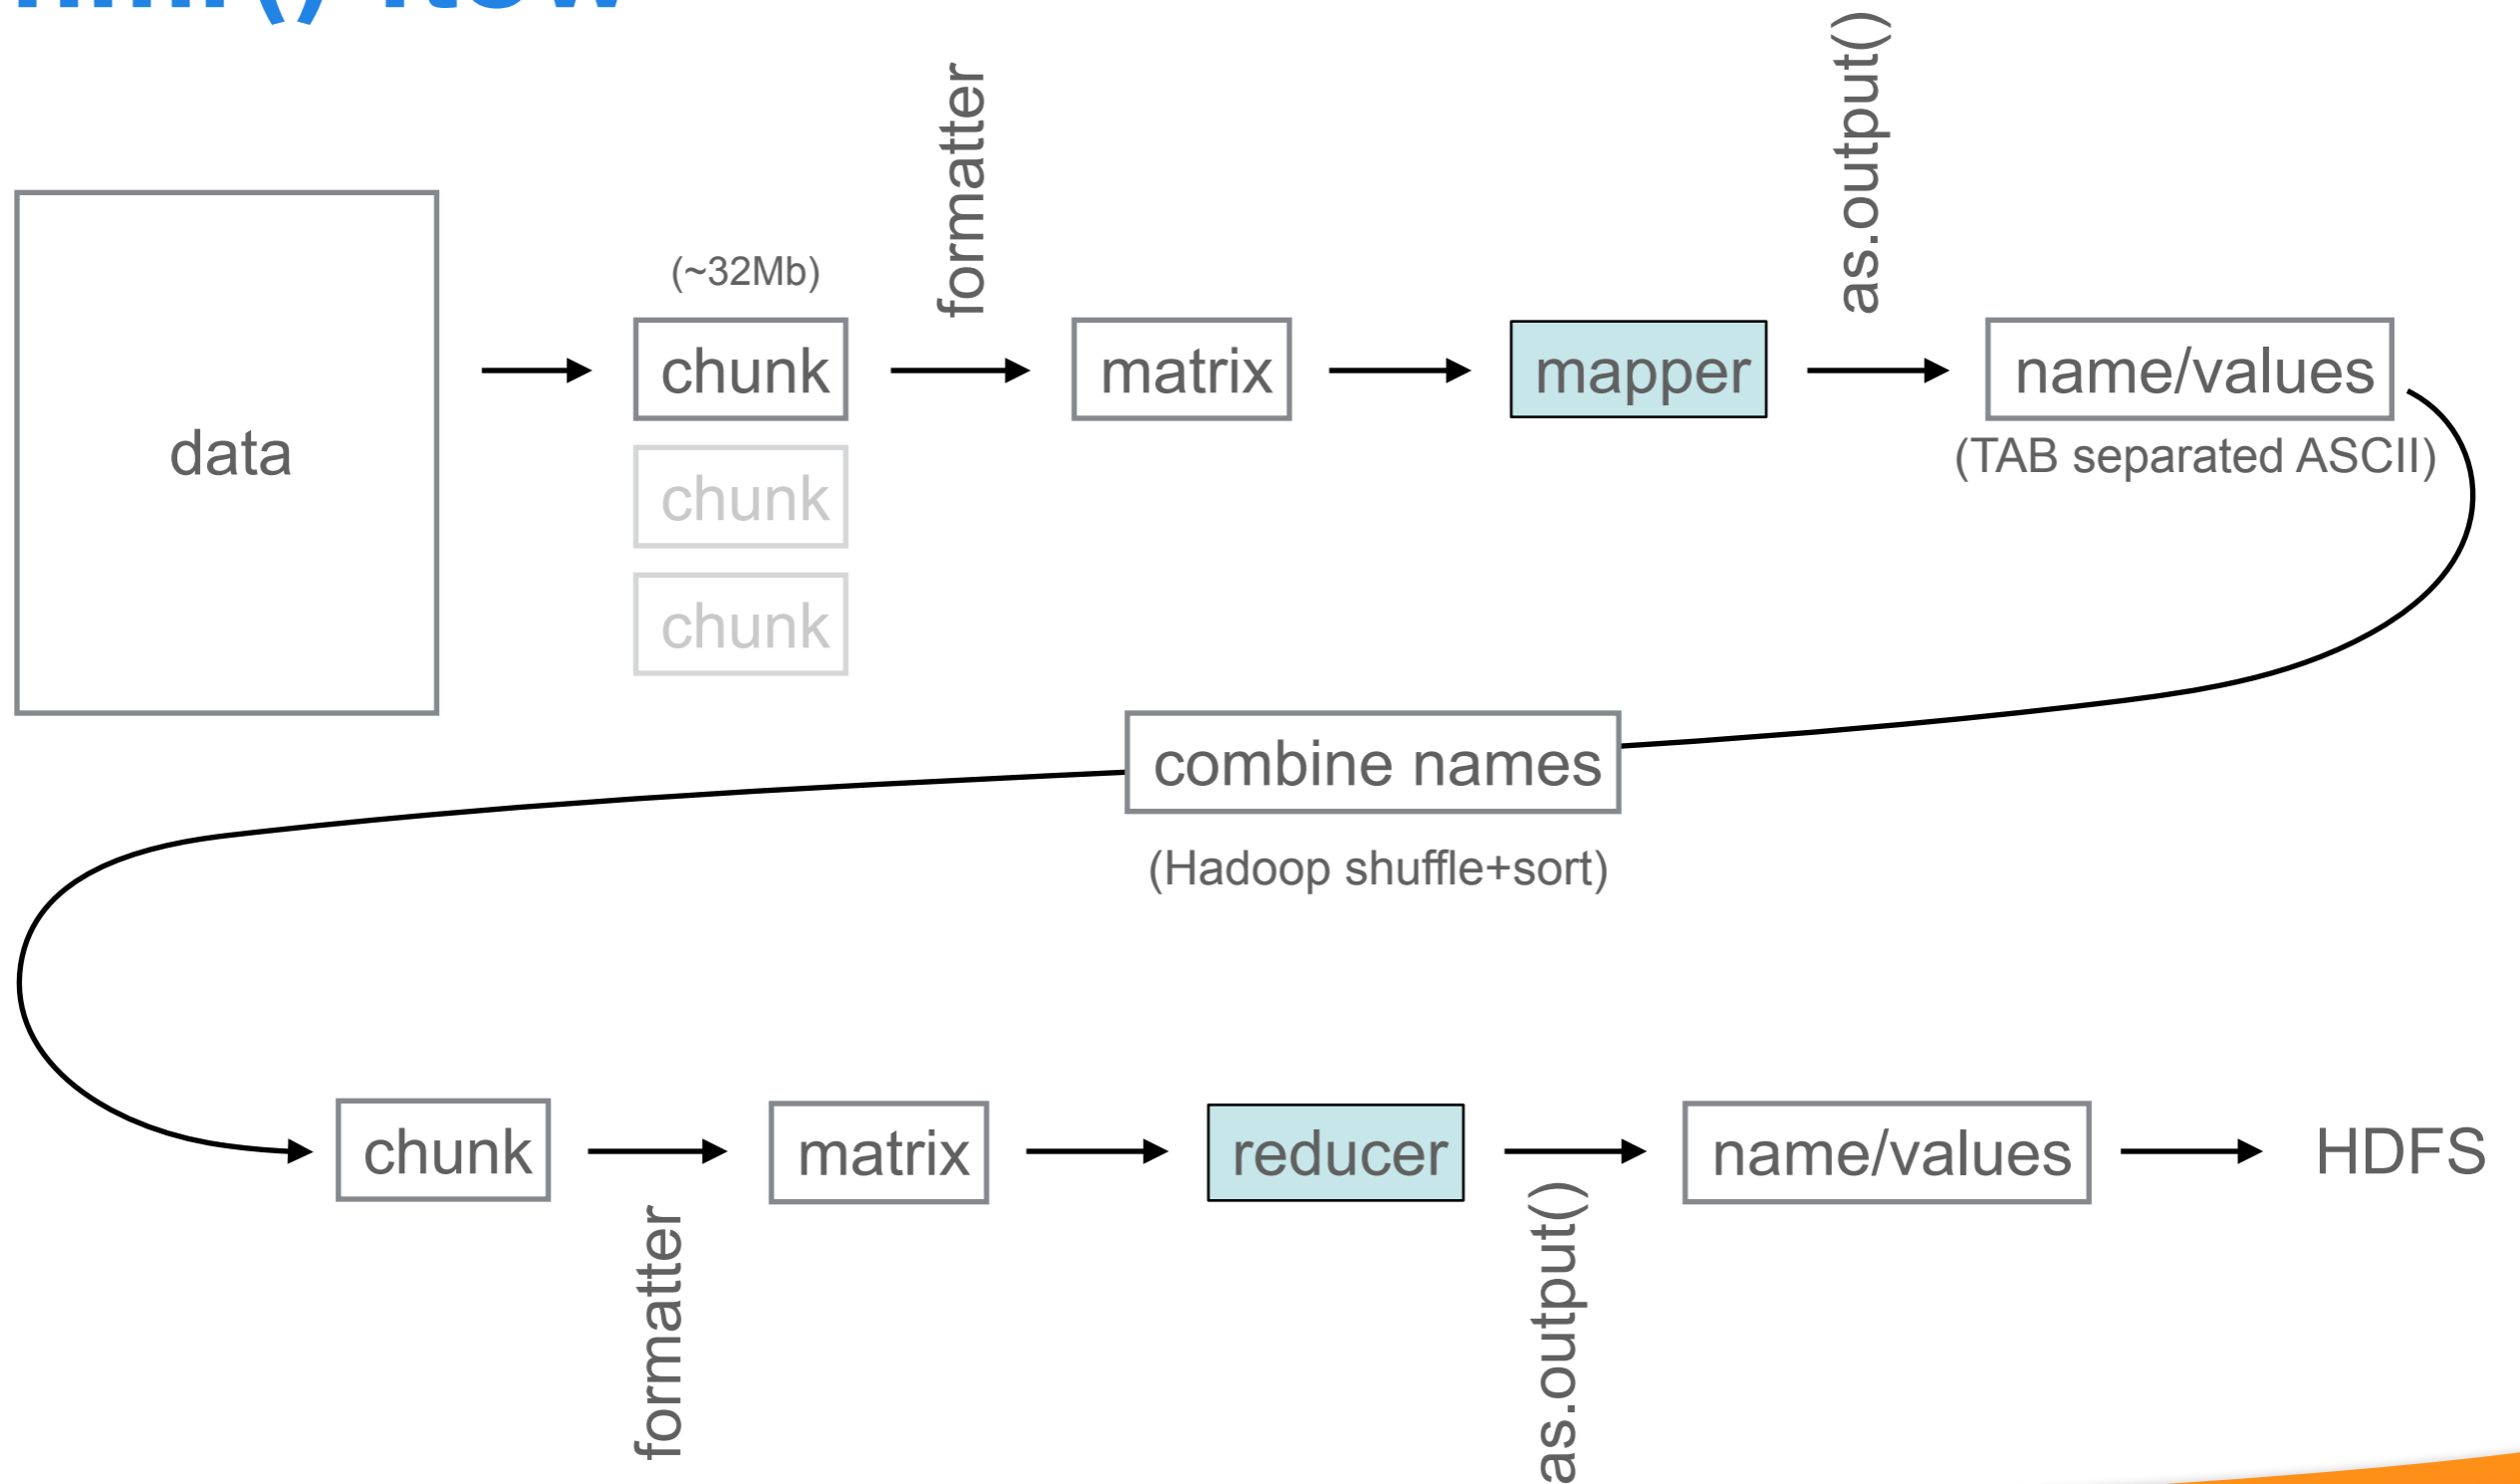 formatter
as.output()
(~32Mb)
chunk
matrix
mapper
name/values
data
(TAB separated ASCII)
chunk
chunk
combine names
(Hadoop shuffle+sort)
chunk
matrix
reducer
name/values
HDFS
formatter
as.output()